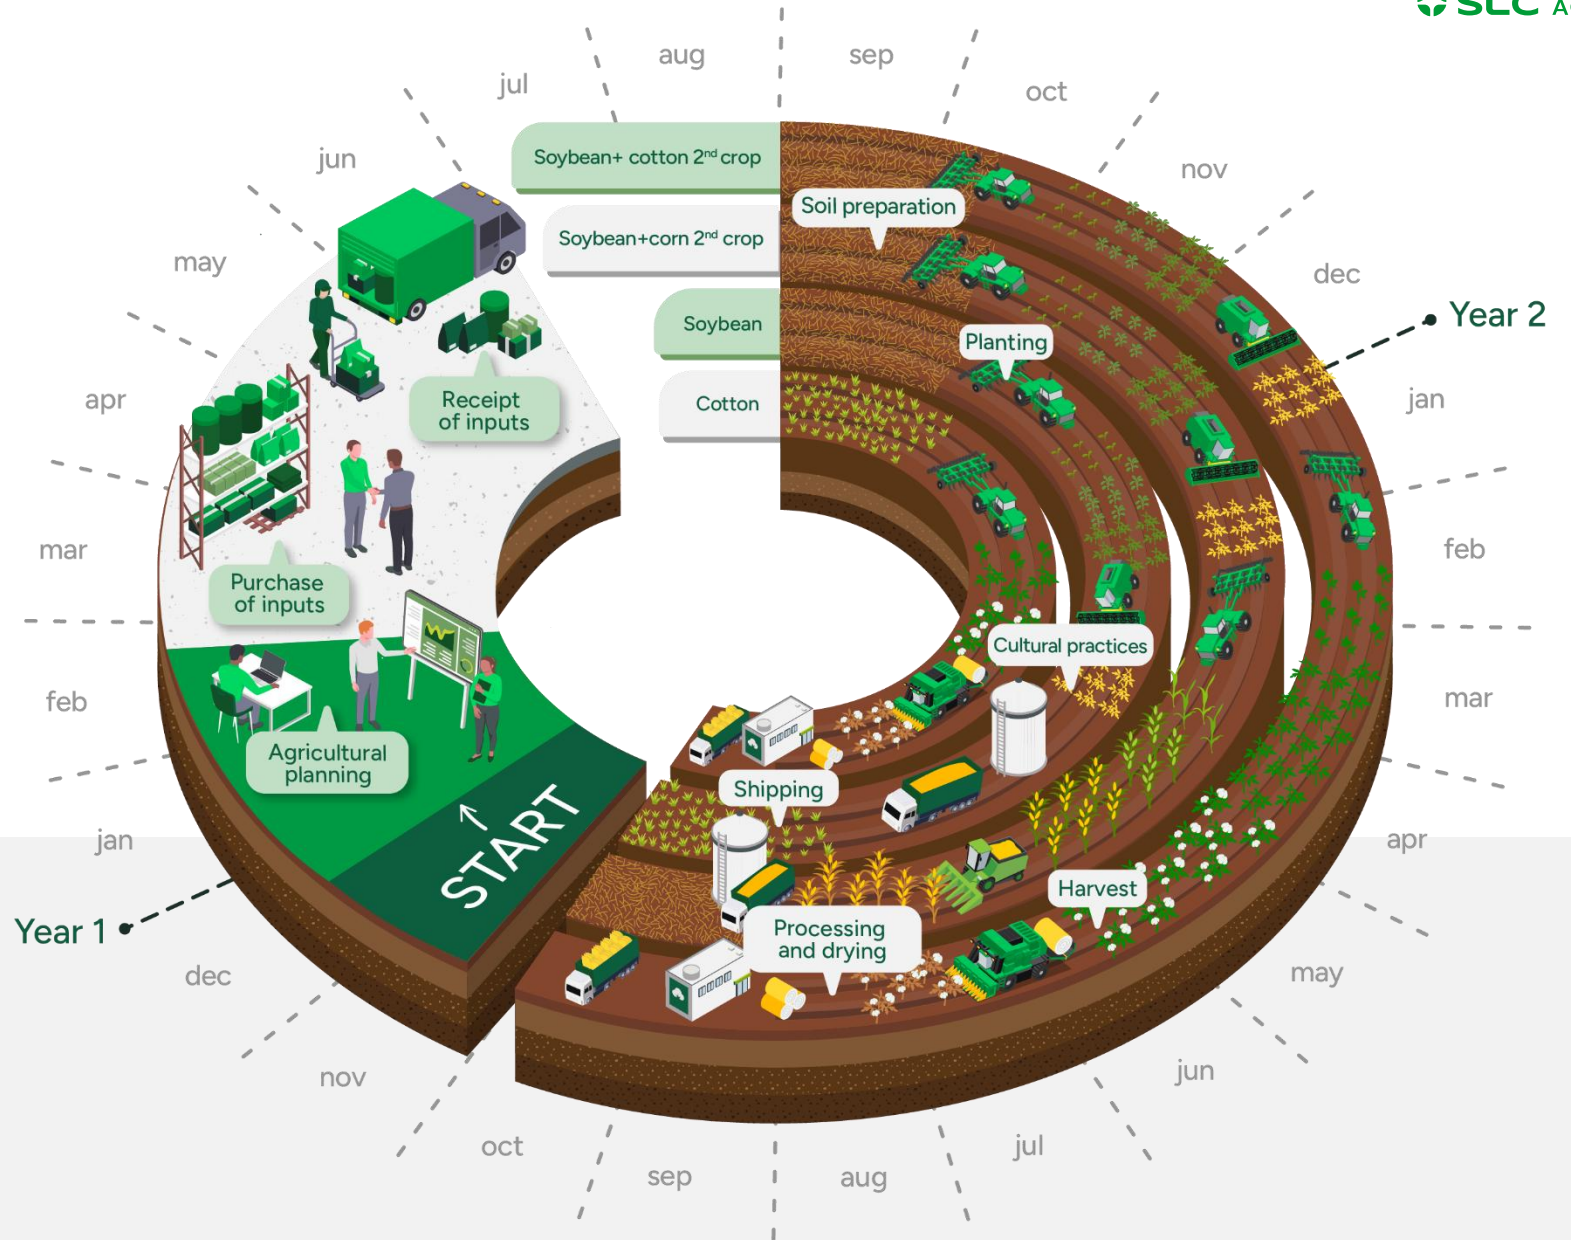 SLC
aug
sep
jul
oct
jun
nov
Soybean+ cotton 2nd crop
Soil preparation
Soybean+corn 2nd crop
may
dec
Year 2
Soybean
Planting
apr
Receipt
of inputs
Cotton
jan
mar
feb
Purchase
of inputs
Cultural practices
feb
mar
Agricultural
planning
Shipping
START
jan
apr
Harvest
Year 1
Processing
and drying
dec
may
nov
jun
oct
jul
sep
aug